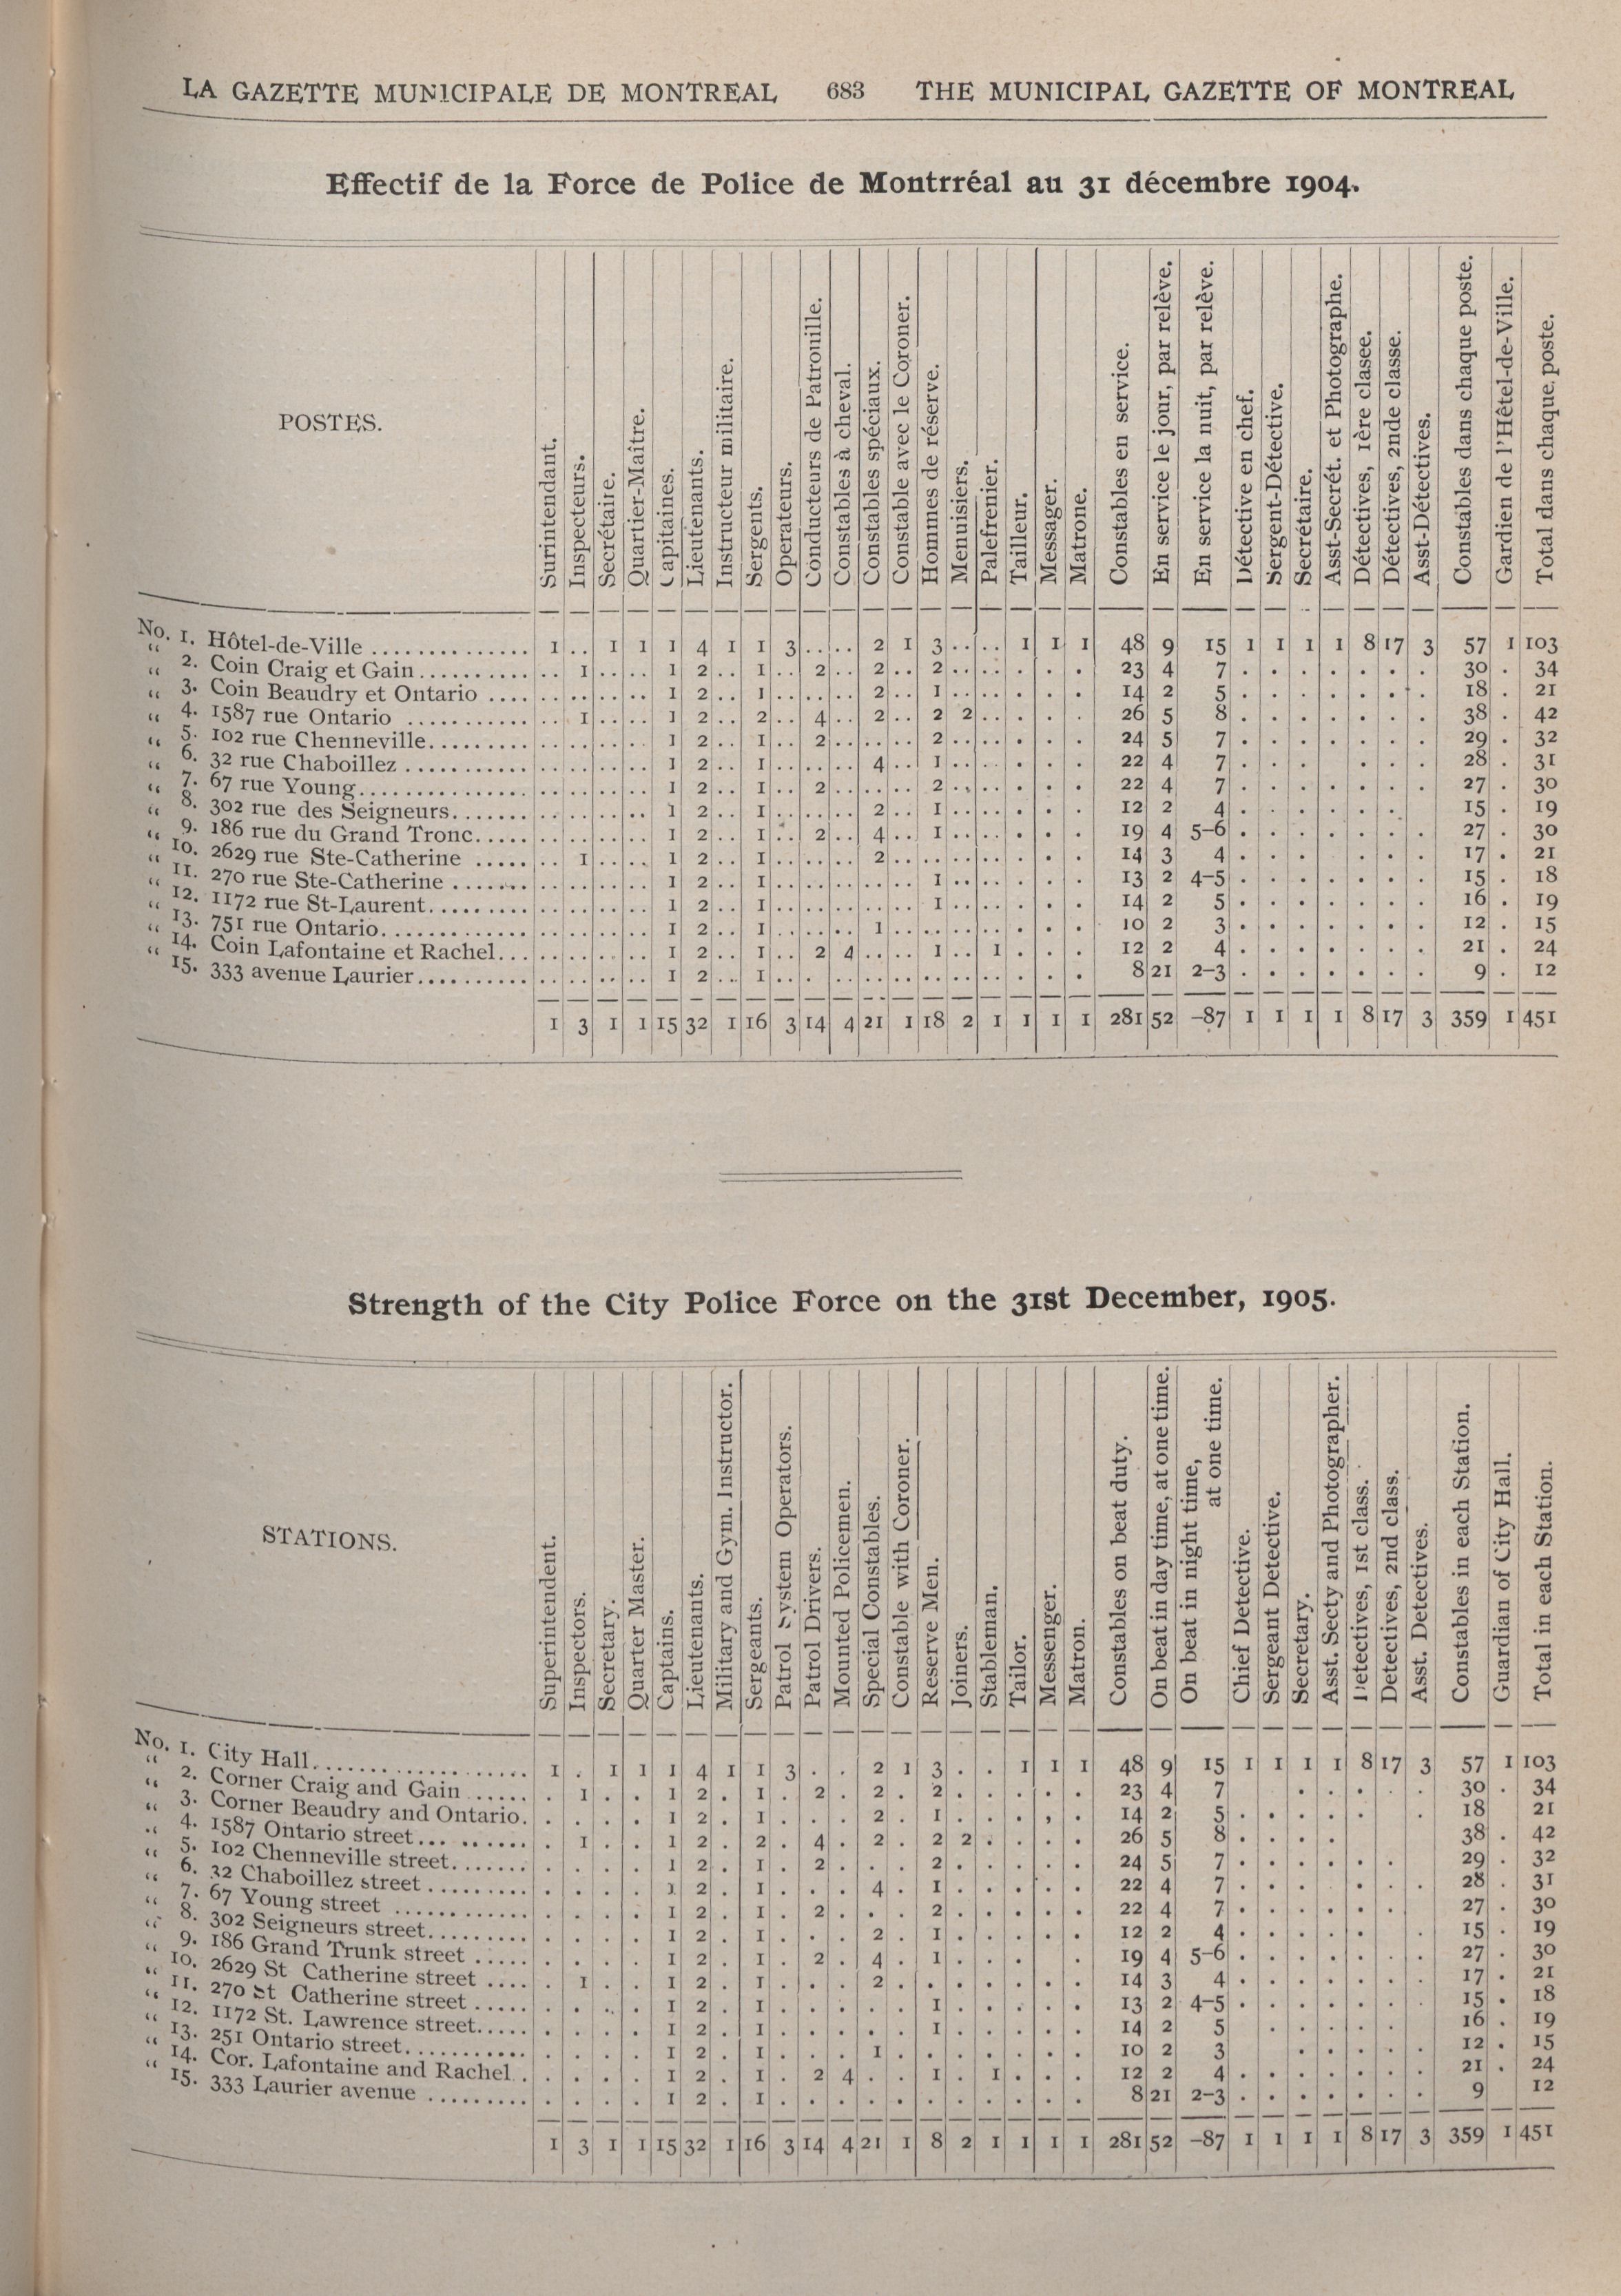 LA GAZETTE MUNICIPALE DE MONTREAL 683 THE MUNICIPAL GAZETTE OF MONTREAL
Effectif de la Force de Police de Montrréal au 31 décembre 1904.
POSTES.
Surintendant.
Inspecteurs.
Secrétaire.
Quartier-Maître.
Capitaines.
Lieutenants.
Instructeur militaire.
Sergents.
Operateurs.
Conducteurs de Patrouille.
Constables à cheval.
Constables spéciaux.
Constable avec le Coroner.
Hommes de réserve.
Menuisiers.
Palefrenier.
Tailleur.
Messager.
Matrone.
Constables en service.
En service le jour, par relève.
En service la nuit, par relève.
Détective en chef.
Sergent-Détective.
Secrétaire.
Asst-Secrét. et Photographe.
Détectives, 1ère clasee.
Détectives, 2nde classe.
Asst-Détectives.
Constables dans chaque poste.
Gardien de l'Hêtel-de-Ville.
Total dans chaque poste.
No. 1. Hôtel-de-Ville 1 .. 1 1 1 4 1 1 3 .. .. 2 1 3 .. .. 1 1 1 48 9 15 1 1 1 1 8 17 3 57 1 103
" 2. Coin Craig et Gain .. 1 .. .. 1 2 .. 1 .. 2 .. 2 .. 2 .. .. . . . 23 4 7 . . . . . . . 30 . 34
" 3. Coin Beaudry et Ontario .. .. .. .. 1 2 .. 1 .. .. .. 2 .. 1 .. .. . . . 14 2 5 . . . . . . . 18 . 21
" 4. 1587 rue Ontario .. 1 .. .. 1 2 .. 2 .. 4 .. 2 .. 2 2 .. . . . 26 5 8 . . . . . . . 38 . 42
" 5. 102 rue Chenneville .. .. .. .. 1 2 .. 1 .. 2 .. .. .. 2 .. .. . . . 24 5 7 . . . . . . . 29 . 32
" 6. 32 rue Chaboillez .. .. .. .. 1 2 .. 1 .. .. .. 4 .. 1 .. .. . . . 22 4 7 . . . . . . . 28 . 31
" 7. 67 rue Young .. .. .. .. 1 2 .. 1 .. 2 .. .. .. 2 .. .. . . . 22 4 7 . . . . . . . 27 . 30
" 8. 302 rue des Seigneurs .. .. .. .. 1 2 .. 1 .. .. .. 2 .. 1 .. .. . . . 12 2 4 . . . . . . . 15 . 19
" 9. 186 rue du Grand Tronc .. .. .. .. 1 2 .. 1 .. 2 .. 4 .. 1 .. .. . . . 19 4 5-6 . . . . . . . 27 . 30
" 10. 2629 rue Ste-Catherine .. 1 .. .. 1 2 .. 1 .. .. .. 2 .. .. .. .. . . . 14 3 4 . . . . . . 17 . 21
" 11. 270 rue Ste-Catherine .. .. .. .. 1 2 .. 1 .. .. .. .. .. 1 .. .. . . . 13 2 4-5 . . . . . . . 15 . 18
" 12. 1172 rue St-Laurent .. .. .. .. 1 2 .. 1 .. .. .. .. .. 1 .. .. . . . 14 2 5 . . . . . . . 16 . 19
" 13. 751 rue Ontario .. .. .. .. 1 2 .. 1 .. .. .. 1 .. .. .. .. . . . 10 2 3 . . . . . . . 12 . 15
" 14. Coin Lafontaine et Rachel .. .. .. .. 1 2 .. 1 .. 2 4 .. .. 1 .. 1 . . . 12 2 4 . . . . . . . 21 . 24
15. 333 avenue Laurier .. .. .. .. 1 2 .. 1 .. . .. .. .. .. .. .. . . . 8 21 2-3 . . . . . . . 9 . 12
1 3 1 1 15 32 1 16 3 14 4 21 1 18 2 1 1 1 1 281 52 -87 1 1 1 1 8 17 3 359 1 451
Strength of the City Police Force on the 31st December, 1905.
STATIONS.
Superintendent.
Inspectors.
Secretary.
Quarter Master.
Captains.
Lieutenants.
Military and Gym. Instructor.
Sergeants.
Patrol System Operators.
Patrol Drivers.
Mounted Policemen.
Special Constables.
Constable with Coroner.
Reserve Men.
Joiners.
Stableman.
Tailor.
Messenger.
Matron.
Constables on beat duty.
On beat in day time, at one time.
On beat in night time,
at one time.
Chief Detective.
Sergeant Detective.
Secretary.
Asst. Secty and Photographer.
Detectives, 1st class.
Detectives, 2nd class.
Asst. Detectives.
Constables in each Station.
Guardian of City Hall.
Total in each Station.
No. 1. City Hall 1 . 1 1 1 4 1 1 3 . . 2 1 3 . . 1 1 1 48 9 15 1 1 1 1 8 17 3 57 1 103
" 2. Corner Craig and Gain . 1 . . 1 2 . 1 . 2 . 2 . 2 . . . . . 23 4 7 . . . . 30 . 34
" 3. Corner Beaudry and Ontario . . . . 1 2 . 1 . . . 2 . 1 . . . , . 14 2 5 . . . . . . 18 21
" 4. 1587 Ontario street . 1 . . 1 2 . 2 . 4 . 2 . 2 2 . . . . 26 5 8 . . . . 38 . 42
" 5. 102 Chenneville street . . . . 1 2 . 1 . 2 . . . 2 . . . . . 24 5 7 . . . . . . 29 . 32
" 6. 32 Chaboillez street . . . . 1 2 . 1 . . . 4 . 1 . . . . . 22 4 7 . . . . . . 28 . 31
" 7. 67 Young street . . . . 1 2 . 1 . 2 . . . 2 . . . . . 22 4 7 . . . . . . 27 . 30
" 8. 302 Seigneurs street . . . . 1 2 . 1 . . . 2 . 1 . . . . . 12 2 4 . . . . . . 15 . 19
" 9. 186 Grand Trunk street . . . . 1 2 . 1 . 2 . 4 . 1 . . . . 19 4 5-6 . . . . . . . 27 . 30
" 10. 2629 St Catherine street . 1 . . 1 2 . 1 . . . 2 . . . . . . . 14 3 4 . . . . . . . 17 . 21
" 11. 270 St Catherine street . . . . 1 2 . 1 . . . . . 1 . . . . . 13 2 4-5 . . . . . . . 15 . 18
" 12. 1172 St. Lawrence street . . . . 1 2 . 1 . . . . . 1 . . . . . 14 2 5 . . . . . 16 . 19
" 13. 251 Ontario street . . . . 1 2 . 1 . . . 1 . . . . . . . 10 2 3 . . . . . 12 . 15
" 14. Cor. Lafontaine and Rachel . . . . 1 2 . 1 . 2 4 . . 1 . 1 . . . 12 2 4 . . . . . . . 21 . 24
15. 333 Laurier avenue . . . . 1 2 . 1 . . . . . . . . . . . 8 21 2-3 . . . . . . . 9 12
1 3 1 1 15 32 1 16 3 14 4 21 1 8 2 1 1 1 1 281 52 -87 1 1 1 1 8 17 3 359 1 451